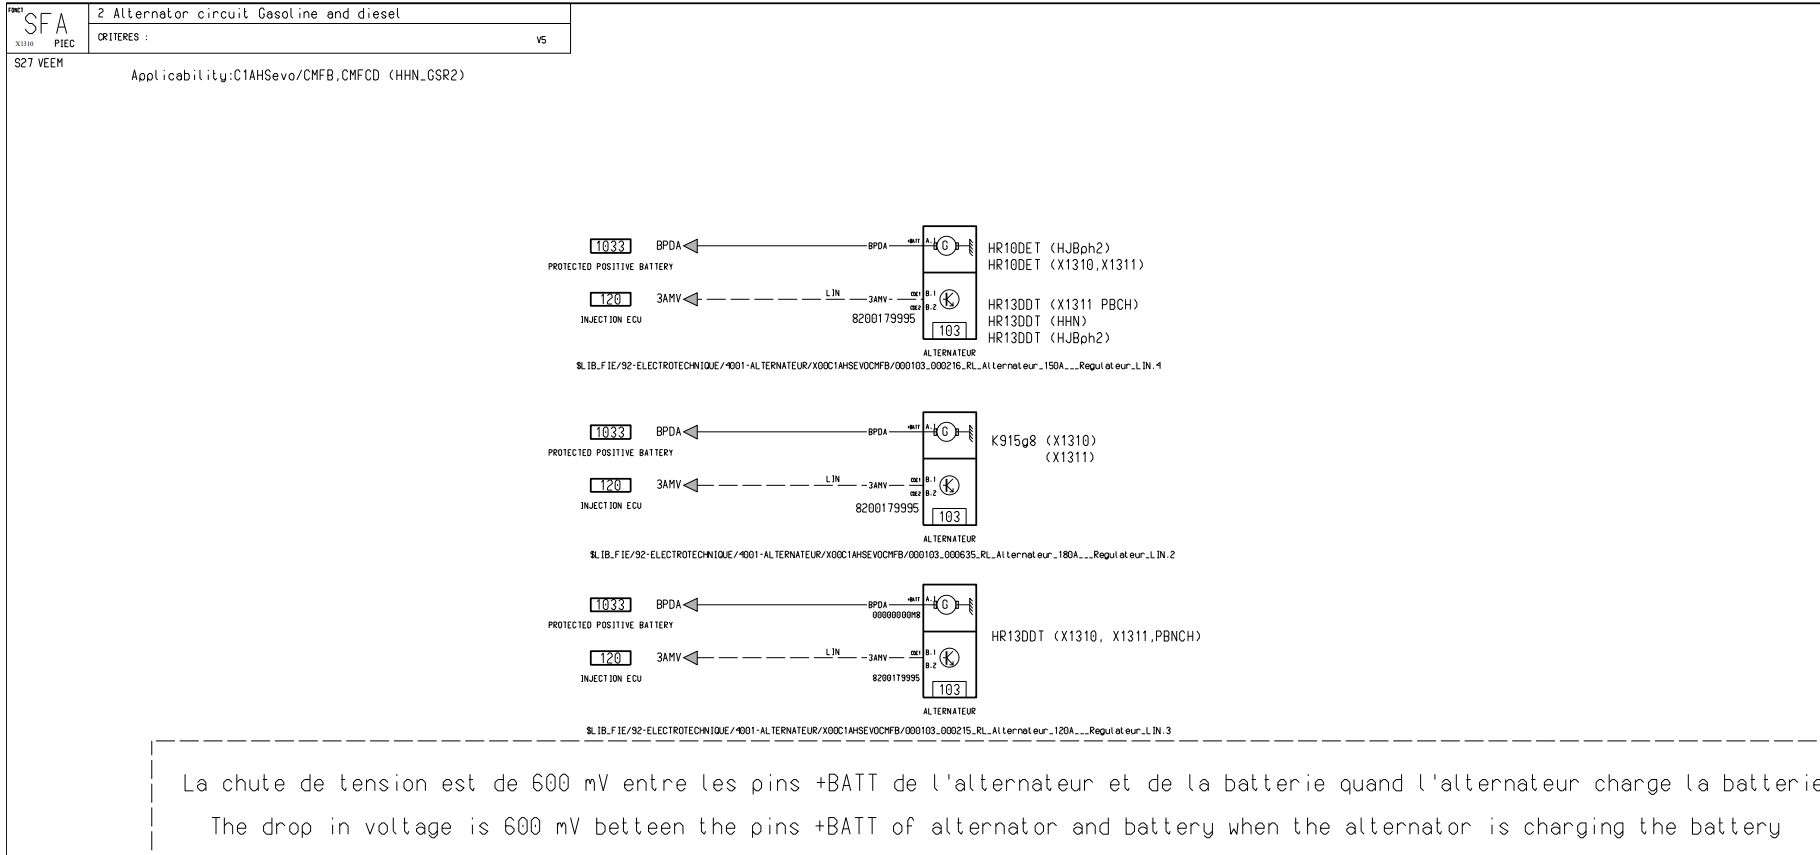 FONCT
SFA
X1310 PIEC
2 Alternator circuit Gasoline and diesel
CRITERES : V5
S27 VEEM
Applicability:C1AHSevo/CMFB,CMFCD (HHN_GSR2)
1033 BPDA BPDA +BATT A.1 G
PROTECTED POSITIVE BATTERY
HR10DET (HJBph2)
HR10DET (X1310,X1311)
120 3AMV LIN 3AMV CDE1 B.1
CDE2 B.2
INJECTION ECU
8200179995
103
HR13DDT (X1311 PBCH)
HR13DDT (HHN)
HR13DDT (HJBph2)
ALTERNATEUR
$LIB_FIE/92-ELECTROTECHNIQUE/4001-ALTERNATEUR/X00C1AHSEVOCMFB/000103_000216_RL_Alternateur_150A___Regulateur_LIN.4
1033 BPDA BPDA +BATT A.1 G
PROTECTED POSITIVE BATTERY
K915g8 (X1310)
(X1311)
120 3AMV LIN 3AMV CDE1 B.1
CDE2 B.2
INJECTION ECU
8200179995
103
ALTERNATEUR
$LIB_FIE/92-ELECTROTECHNIQUE/4001-ALTERNATEUR/X00C1AHSEVOCMFB/000103_000635_RL_Alternateur_180A___Regulateur_LIN.2
1033 BPDA BPDA +BATT A.1 G
00000000M8
PROTECTED POSITIVE BATTERY
HR13DDT (X1310, X1311,PBNCH)
120 3AMV LIN 3AMV CDE1 B.1
B.2
INJECTION ECU
8200179995
103
ALTERNATEUR
$LIB_FIE/92-ELECTROTECHNIQUE/4001-ALTERNATEUR/X00C1AHSEVOCMFB/000103_000215_RL_Alternateur_120A___Regulateur_LIN.3
La chute de tension est de 600 mV entre les pins +BATT de l'alternateur et de la batterie quand l'alternateur charge la batterie
The drop in voltage is 600 mV betteen the pins +BATT of alternator and battery when the alternator is charging the battery